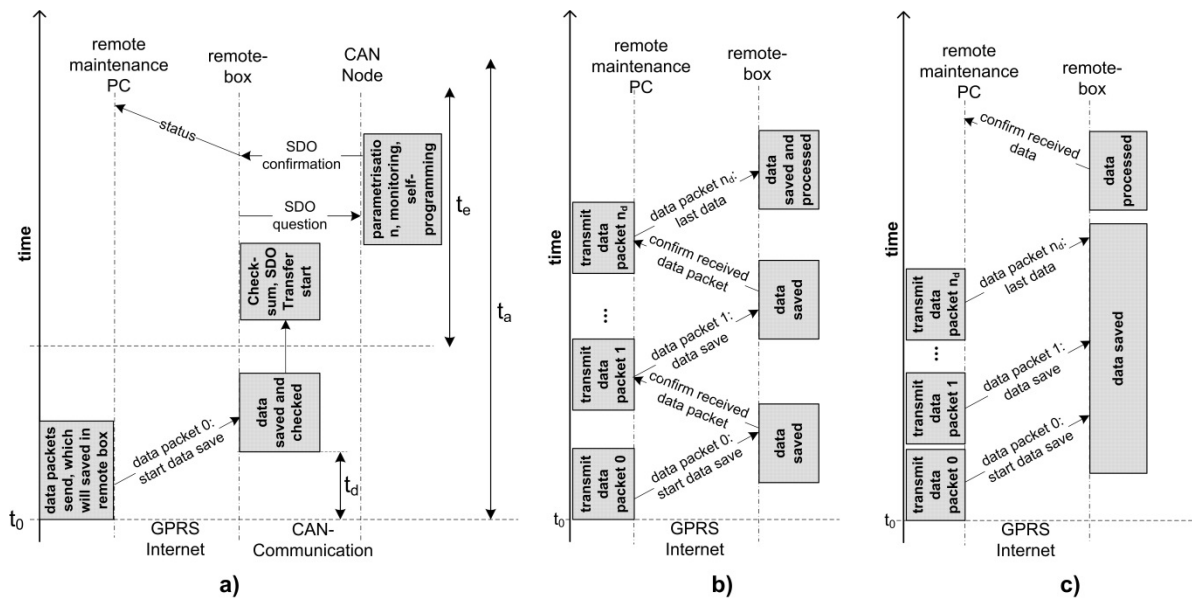 time
remote
maintenance
PC
remote-
box
CAN
Node
status
SDO
confirmation
parametrisatio
n, monitoring,
self-
programming
SDO
question
Check-
sum, SDO
Transfer
start
te
ta
data
saved and
checked
data packets
send, which
will saved in
remote box
data packet 0:
start data save
td
t0
GPRS
Internet
CAN-
Communication
a)
time
remote
maintenance
PC
remote-
box
data
saved and
processed
data packet nd:
last data
transmit
data
packet nd
confirm received
data packet
data
saved
...
data packet 1:
data save
transmit
data
packet 1
confirm received
data packet
data
saved
data packet 0:
start data save
transmit
data
packet 0
t0
GPRS
Internet
b)
time
remote
maintenance
PC
remote-
box
confirm received
data
data
processed
data packet nd:
last data
transmit
data
packet nd
...
data packet 1:
data save
data saved
transmit
data
packet 1
data packet 0:
start data save
transmit
data
packet 0
t0
GPRS
Internet
c)